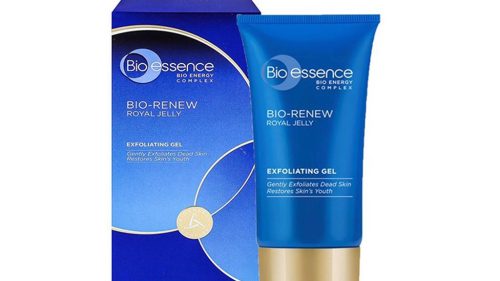 Bio essence
BIO ENERGY
COMPLEX
BIO-RENEW
ROYAL JELLY
EXFOLIATING GEL
Gently Exfoliates Dead Skin
Restores Skin's Youth
Bio essence
BIO ENERGY
COMPLEX
BIO-RENEW
ROYAL JELLY
EXFOLIATING GEL
Gently Exfoliates Dead Skin
Restores Skin's Youth